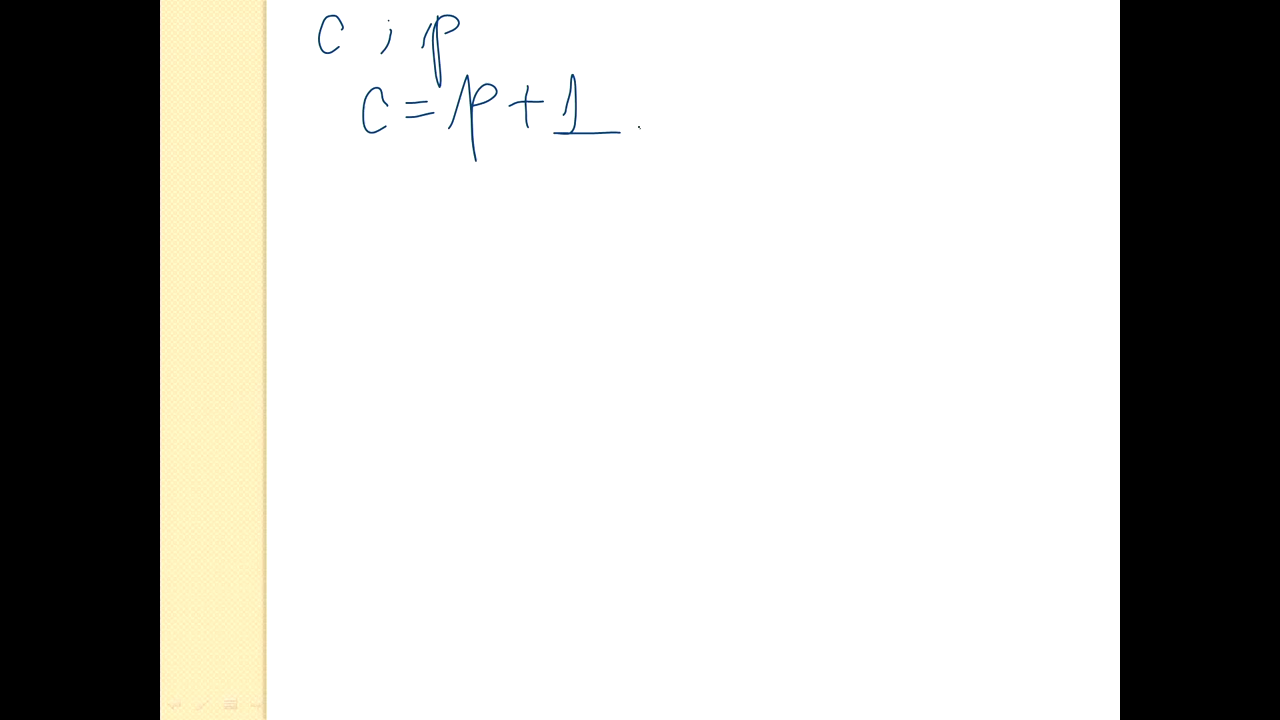 c ; p
c = p + 1